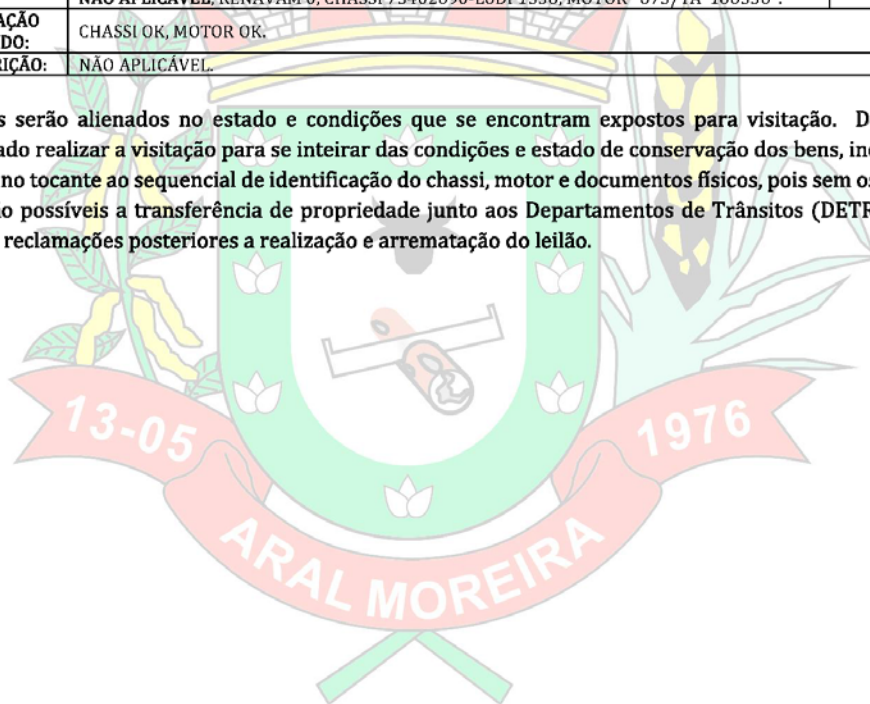 NÃO APLICÁVEL, RENAVAM 0,
AÇÃO
DO:
CHASSI OK, MOTOR OK.
RIÇÃO:
NÃO APLICÁVEL.
s serão alienados no estado e condições que se encontram expostos para visitação. D
ado realizar a visitação para se inteirar das condições e estado de conservação dos bens, in
no tocante ao sequencial de identificação do chassi, motor e documentos físicos, pois sem os
o possíveis a transferência de propriedade junto aos Departamentos de Trânsitos (DETR
reclamações posteriores a realização e arrematação do leilão.
13-05
1976
ARAL MOREIRA